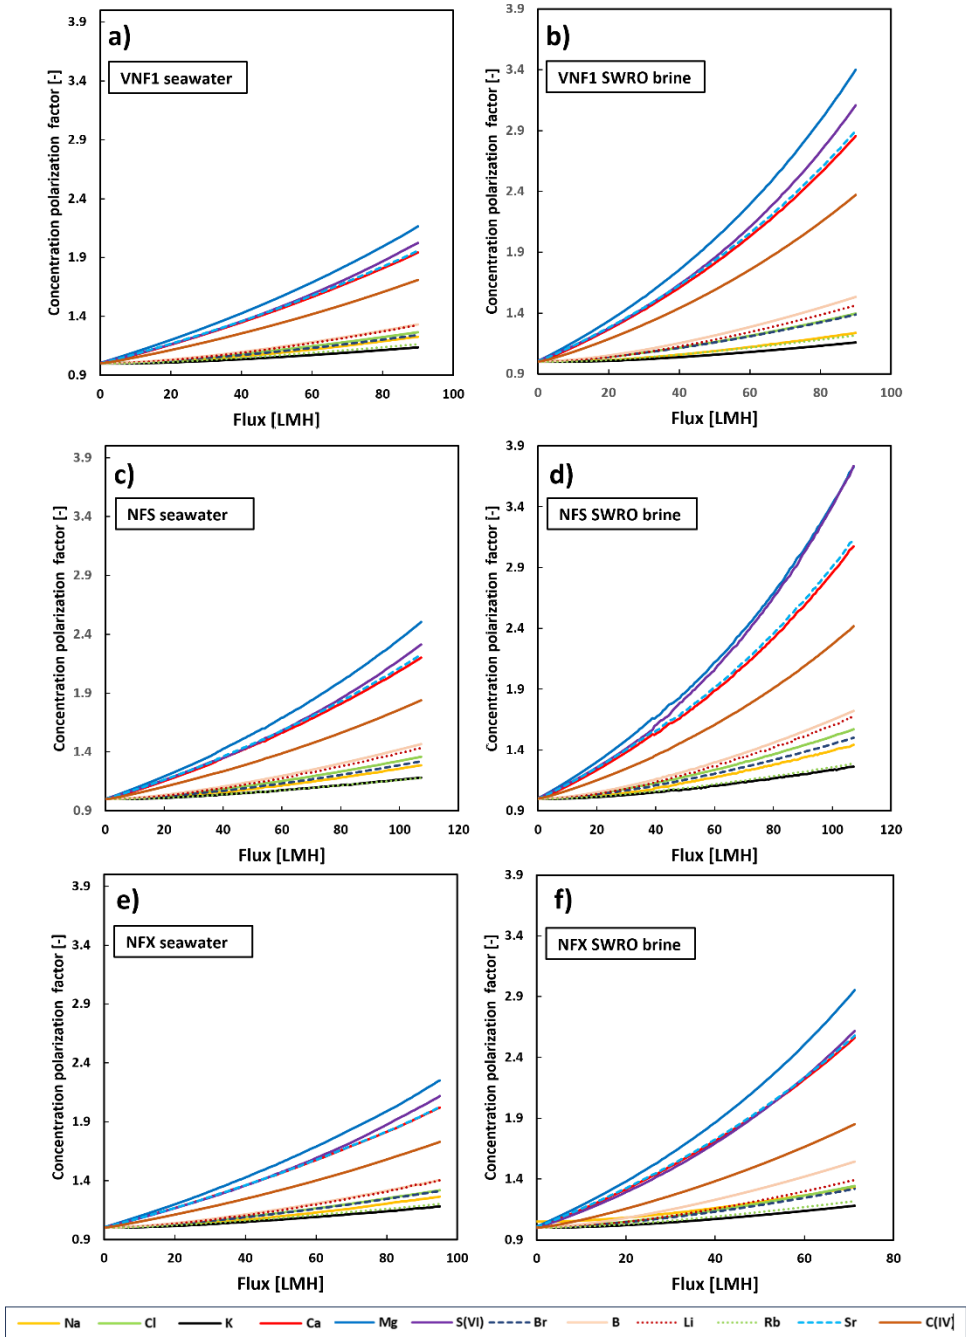 a)
VNF1 seawater
Concentration polarization factor [-]
3.9
3.4
2.9
2.4
1.9
1.4
0.9
0 20 40 60 80 100
Flux [LMH]
b)
VNF1 SWRO brine
Concentration polarization factor [-]
3.9
3.4
2.9
2.4
1.9
1.4
0.9
0 20 40 60 80 100
Flux [LMH]
c)
NFS seawater
Concentration polarization factor [-]
3.9
3.4
2.9
2.4
1.9
1.4
0.9
0 20 40 60 80 100 120
Flux [LMH]
d)
NFS SWRO brine
Concentration polarization factor [-]
3.9
3.4
2.9
2.4
1.9
1.4
0.9
0 20 40 60 80 100 120
Flux [LMH]
e)
NFX seawater
Concentration polarization factor [-]
3.9
3.4
2.9
2.4
1.9
1.4
0.9
0 20 40 60 80 100
Flux [LMH]
f)
NFX SWRO brine
Concentration polarization factor [-]
3.9
3.4
2.9
2.4
1.9
1.4
0.9
0 20 40 60 80
Flux [LMH]
Na Cl K Ca Mg S(VI) Br B Li Rb Sr C(IV)